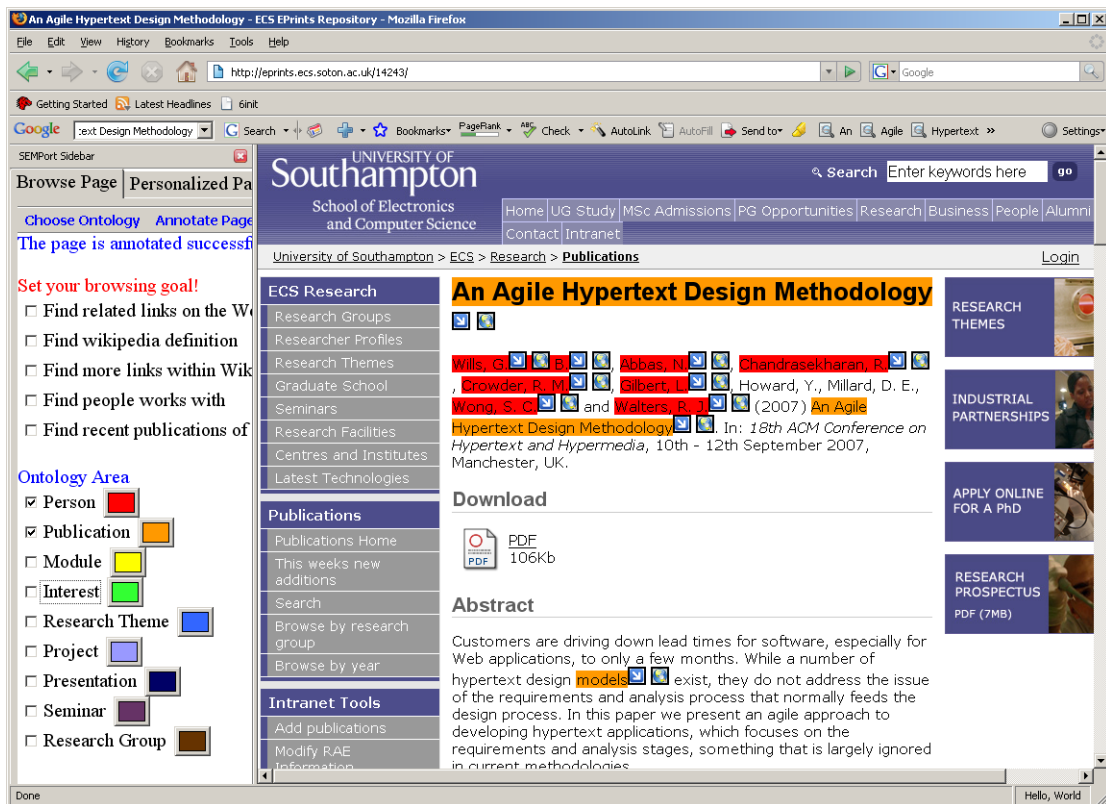 An Agile Hypertext Design Methodology - ECS EPrints Repository - Mozilla Firefox
File Edit View History Bookmarks Tools Help
http://eprints.ecs.soton.ac.uk/14243/
Google
Getting Started Latest Headlines 6init
Google :ext Design Methodology Search Bookmarks PageRank Check AutoLink AutoFill Send to An Agile Hypertext » Settings
SEMPort Sidebar
Browse Page Personalized Pa
Choose Ontology Annotate Page
The page is annotated successf
Set your browsing goal!
Find related links on the We
Find wikipedia definition
Find more links within Wik
Find people works with
Find recent publications of
Ontology Area
Person
Publication
Module
Interest
Research Theme
Project
Presentation
Seminar
Research Group
UNIVERSITY OF
Southampton
School of Electronics
and Computer Science
Search Enter keywords here go
Home UG Study MSc Admissions PG Opportunities Research Business People Alumni
Contact Intranet
University of Southampton > ECS > Research > Publications
Login
ECS Research
Research Groups
Researcher Profiles
Research Themes
Graduate School
Seminars
Research Facilities
Centres and Institutes
Latest Technologies
Publications
Publications Home
This weeks new
additions
Search
Browse by research
group
Browse by year
Intranet Tools
Add publications
Modify RAE
Information
An Agile Hypertext Design Methodology
Wills, G. B., Abbas, N., Chandrasekharan, R.
, Crowder, R. M., Gilbert, L., Howard, Y., Millard, D. E.,
Wong, S. C. and Walters, R. J. (2007) An Agile
Hypertext Design Methodology. In: 18th ACM Conference on
Hypertext and Hypermedia, 10th - 12th September 2007,
Manchester, UK.
Download
PDF
PDF
106Kb
Abstract
Customers are driving down lead times for software, especially for
Web applications, to only a few months. While a number of
hypertext design models exist, they do not address the issue
of the requirements and analysis process that normally feeds the
design process. In this paper we present an agile approach to
developing hypertext applications, which focuses on the
requirements and analysis stages, something that is largely ignored
in current methodologies.
RESEARCH
THEMES
INDUSTRIAL
PARTNERSHIPS
APPLY ONLINE
FOR A PhD
RESEARCH
PROSPECTUS
PDF (7MB)
Done
Hello, World